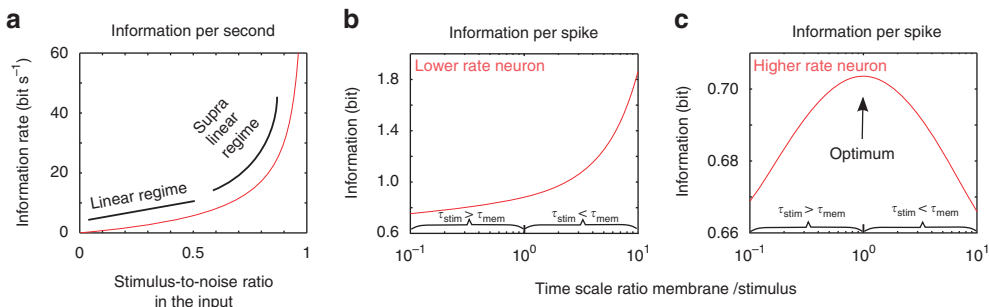 a
Information per second
60
40
20
0
0
0.5
1
Information rate (bit s⁻¹)
Linear regime
Supra
linear
regime
Stimulus-to-noise ratio
in the input
b
Information per spike
Lower rate neuron
1.8
1.4
1.0
0.6
Information (bit)
τstim > τmem
τstim < τmem
10⁻¹
10⁰
10¹
c
Information per spike
Higher rate neuron
0.70
0.68
0.66
Information (bit)
Optimum
τstim > τmem
τstim < τmem
10⁻¹
10⁰
10¹
Time scale ratio membrane /stimulus